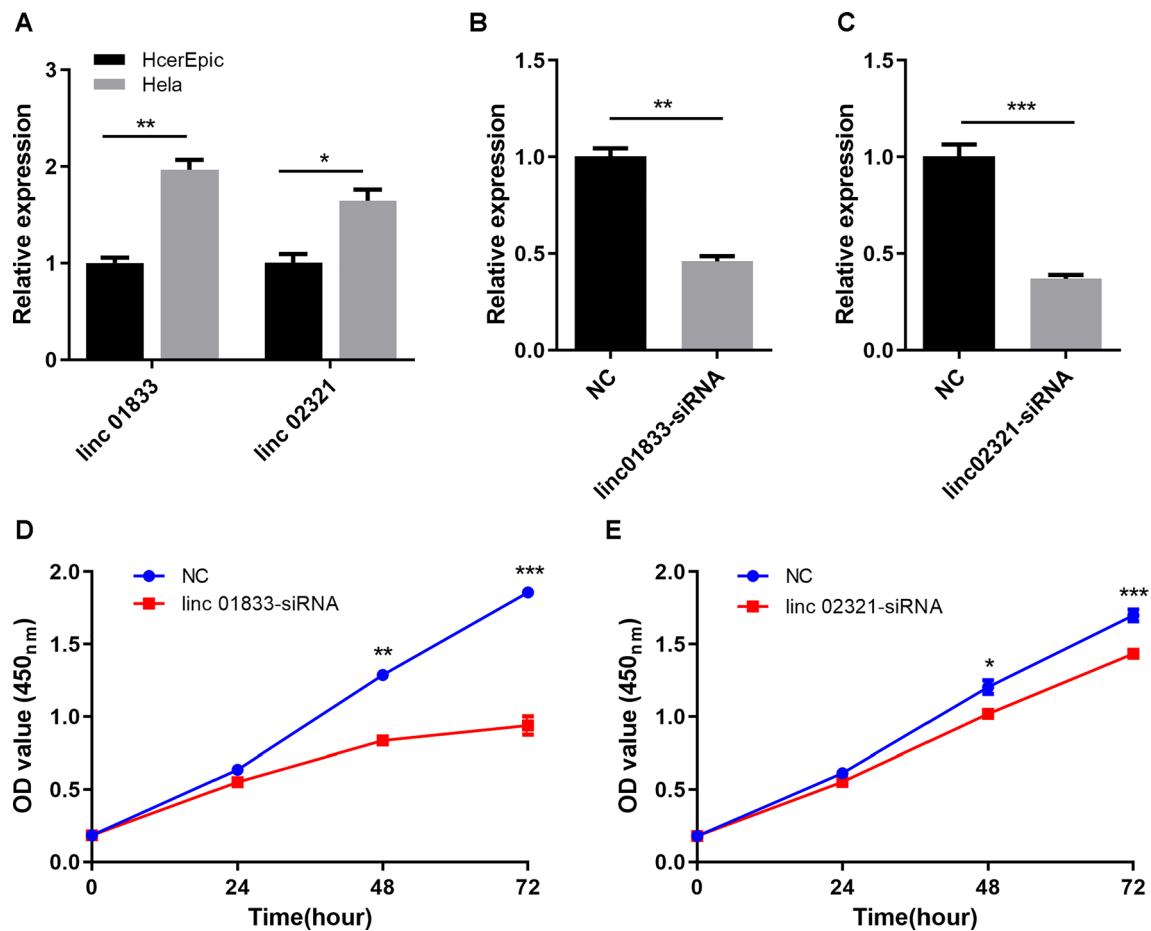 A
HcerEpic
Hela
Relative expression
3
2
1
0
**
*
linc 01833
linc 02321
B
Relative expression
1.5
1.0
0.5
0.0
**
NC
linc01833-siRNA
C
Relative expression
1.5
1.0
0.5
0.0
***
NC
linc02321-siRNA
D
NC
linc 01833-siRNA
OD value (450nm)
2.0
1.5
1.0
0.5
0.0
**
***
0 24 48 72
Time(hour)
E
NC
linc 02321-siRNA
OD value (450nm)
2.0
1.5
1.0
0.5
0.0
*
***
0 24 48 72
Time(hour)